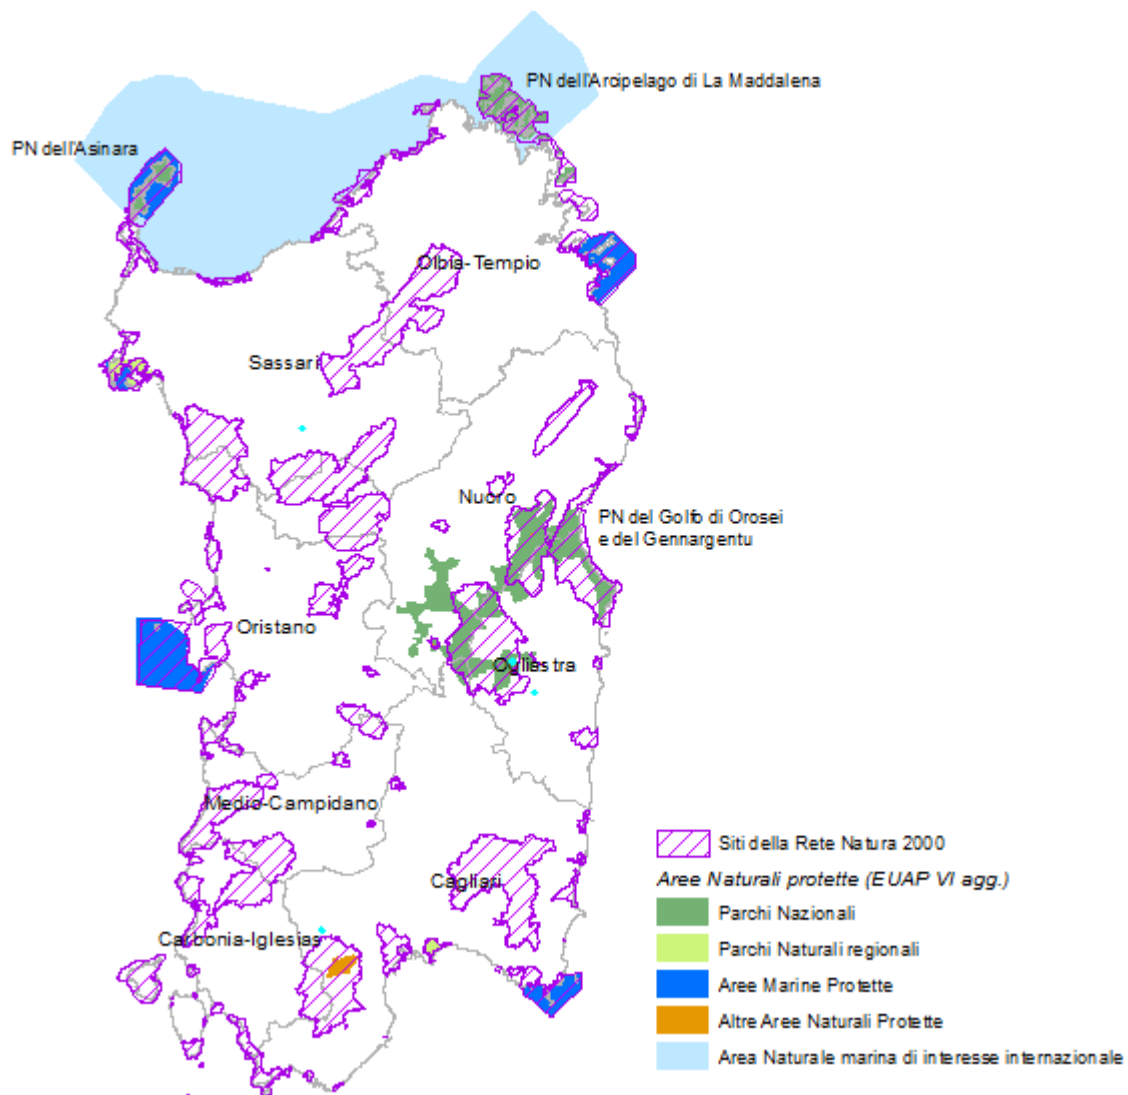 PN dell'Arcipelago di La Maddalena
PN dell'Asinara
Olbia-Tempio
Sassari
Nuoro
PN del Golfo di Orosei
e del Gennargentu
Oristano
Ogliastra
Medio-Campidano
Cagliari
Carbonia-Iglesias
Siti della Rete Natura 2000
Aree Naturali protette (EUAP VI agg.)
Parchi Nazionali
Parchi Naturali regionali
Aree Marine Protette
Altre Aree Naturali Protette
Area Naturale marina di interesse internazionale